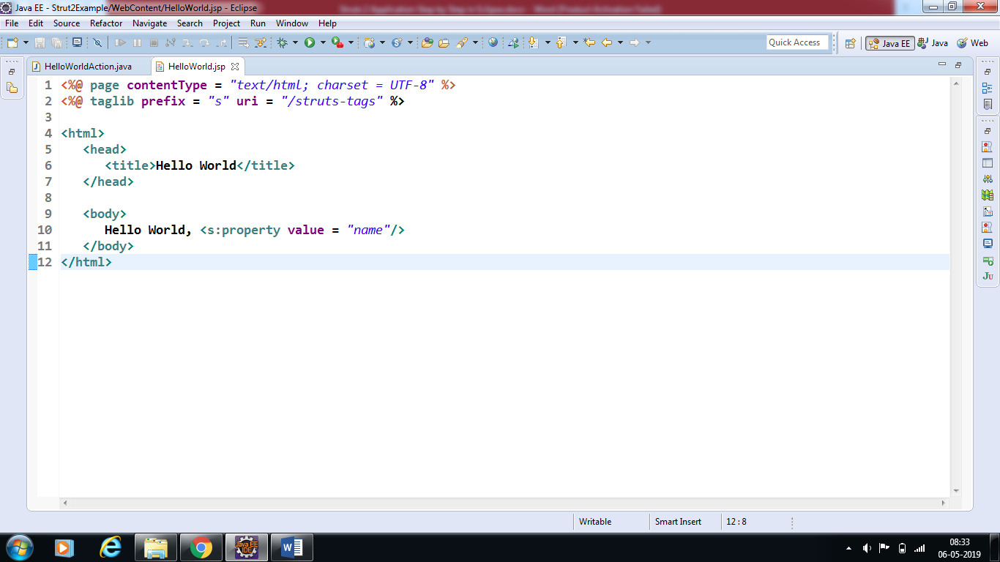 Java EE - Strut2Example/WebContent/HelloWorld.jsp - Eclipse
File Edit Source Refactor Navigate Search Project Run Window Help
Quick Access Java EE Java Web
HelloWorldAction.java HelloWorld.jsp
1 <%@ page contentType = "text/html; charset = UTF-8" %>
2 <%@ taglib prefix = "s" uri = "/struts-tags" %>
3
4 <html>
5 <head>
6 <title>Hello World</title>
7 </head>
8
9 <body>
10 Hello World, <s:property value = "name"/>
11 </body>
12 </html>
Ju
Writable Smart Insert 12 : 8
Java EE
IDE
W
08:33
06-05-2019